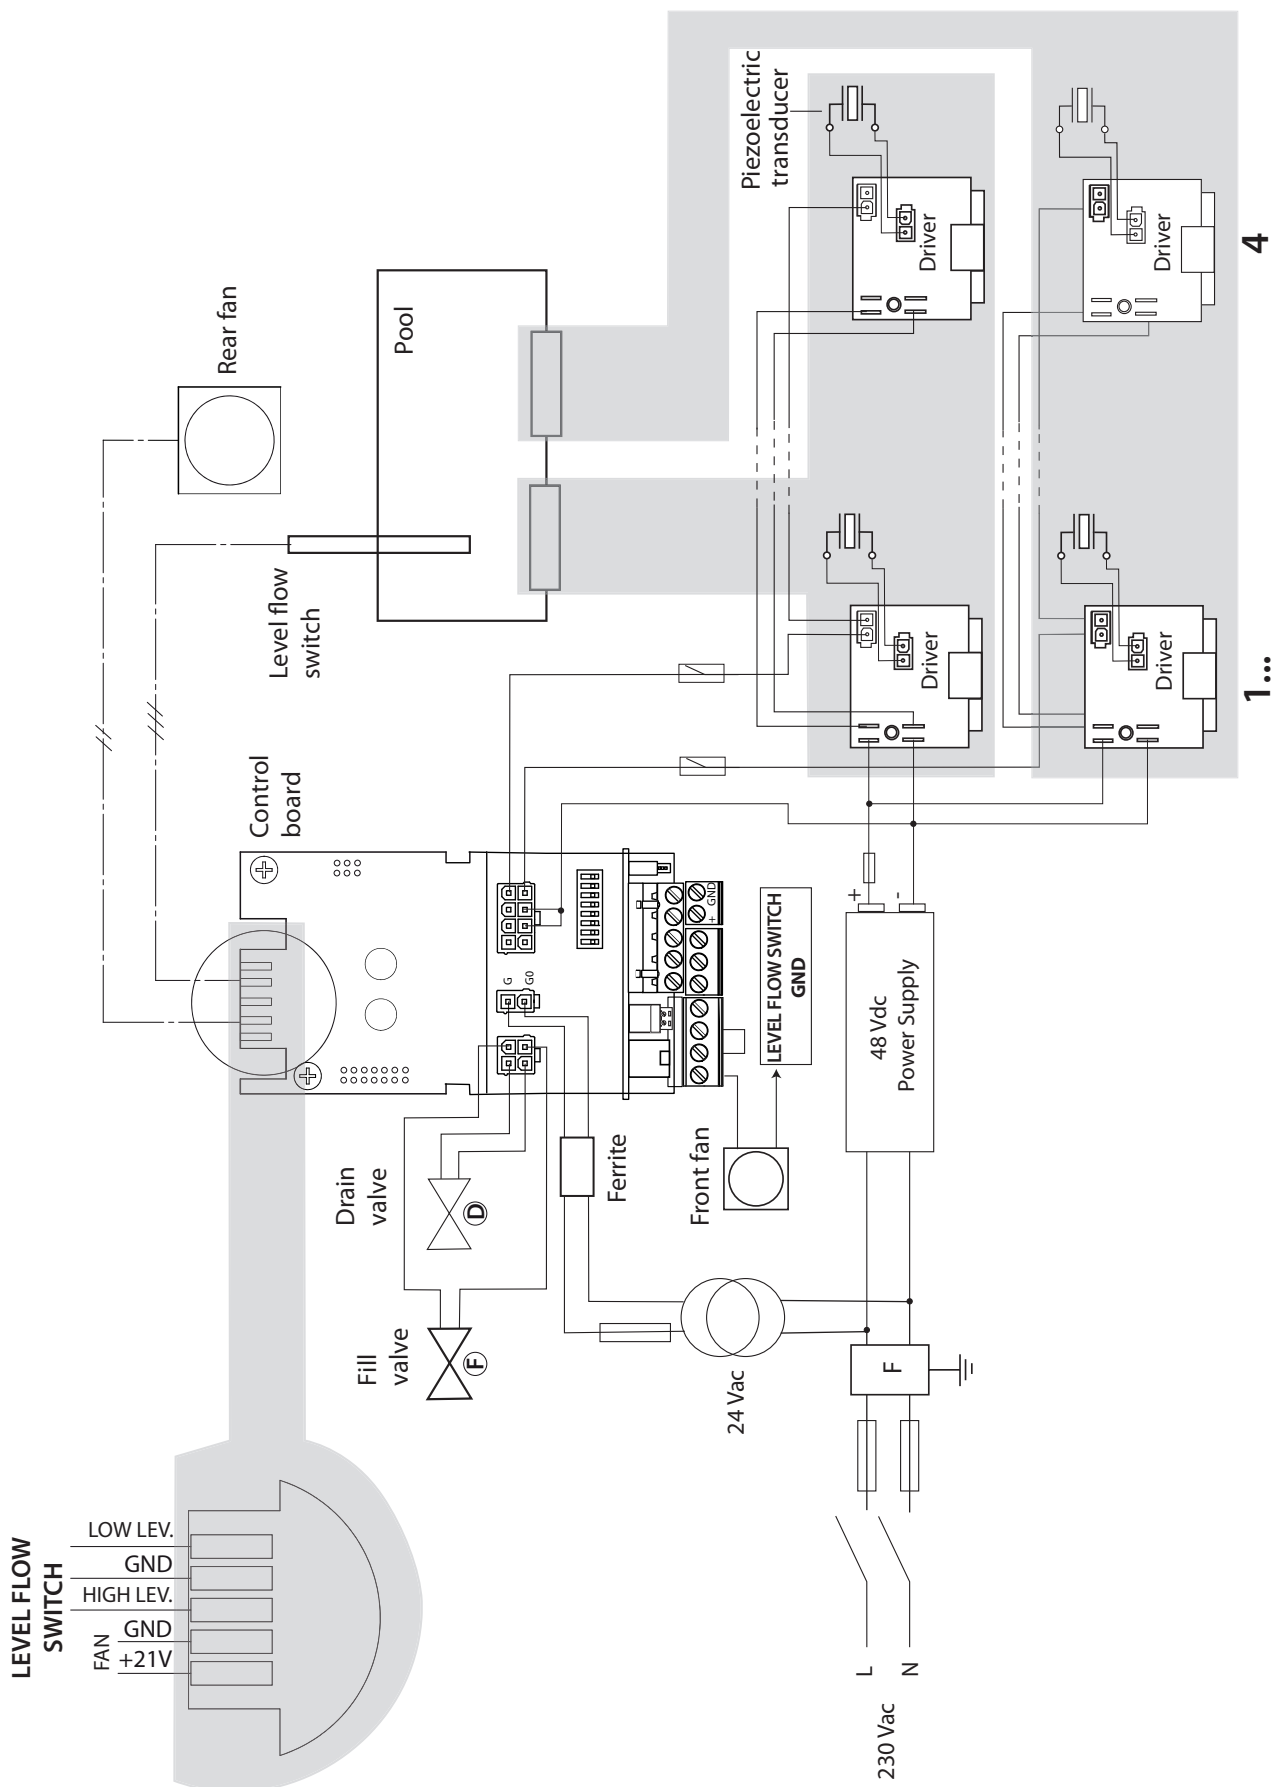 LEVEL FLOW
SWITCH
LOW LEV.
GND
HIGH LEV.
GND
FAN
+21V
Rear fan
Pool
Level flow
switch
Control
board
Piezoelectric
transducer
Driver
Driver
Driver
Driver
4
1...
G
G0
+
GND
LEVEL FLOW SWITCH
GND
+
-
48 Vdc
Power Supply
Drain
valve
D
Fill
valve
F
Ferrite
Front fan
24 Vac
F
L
N
230 Vac